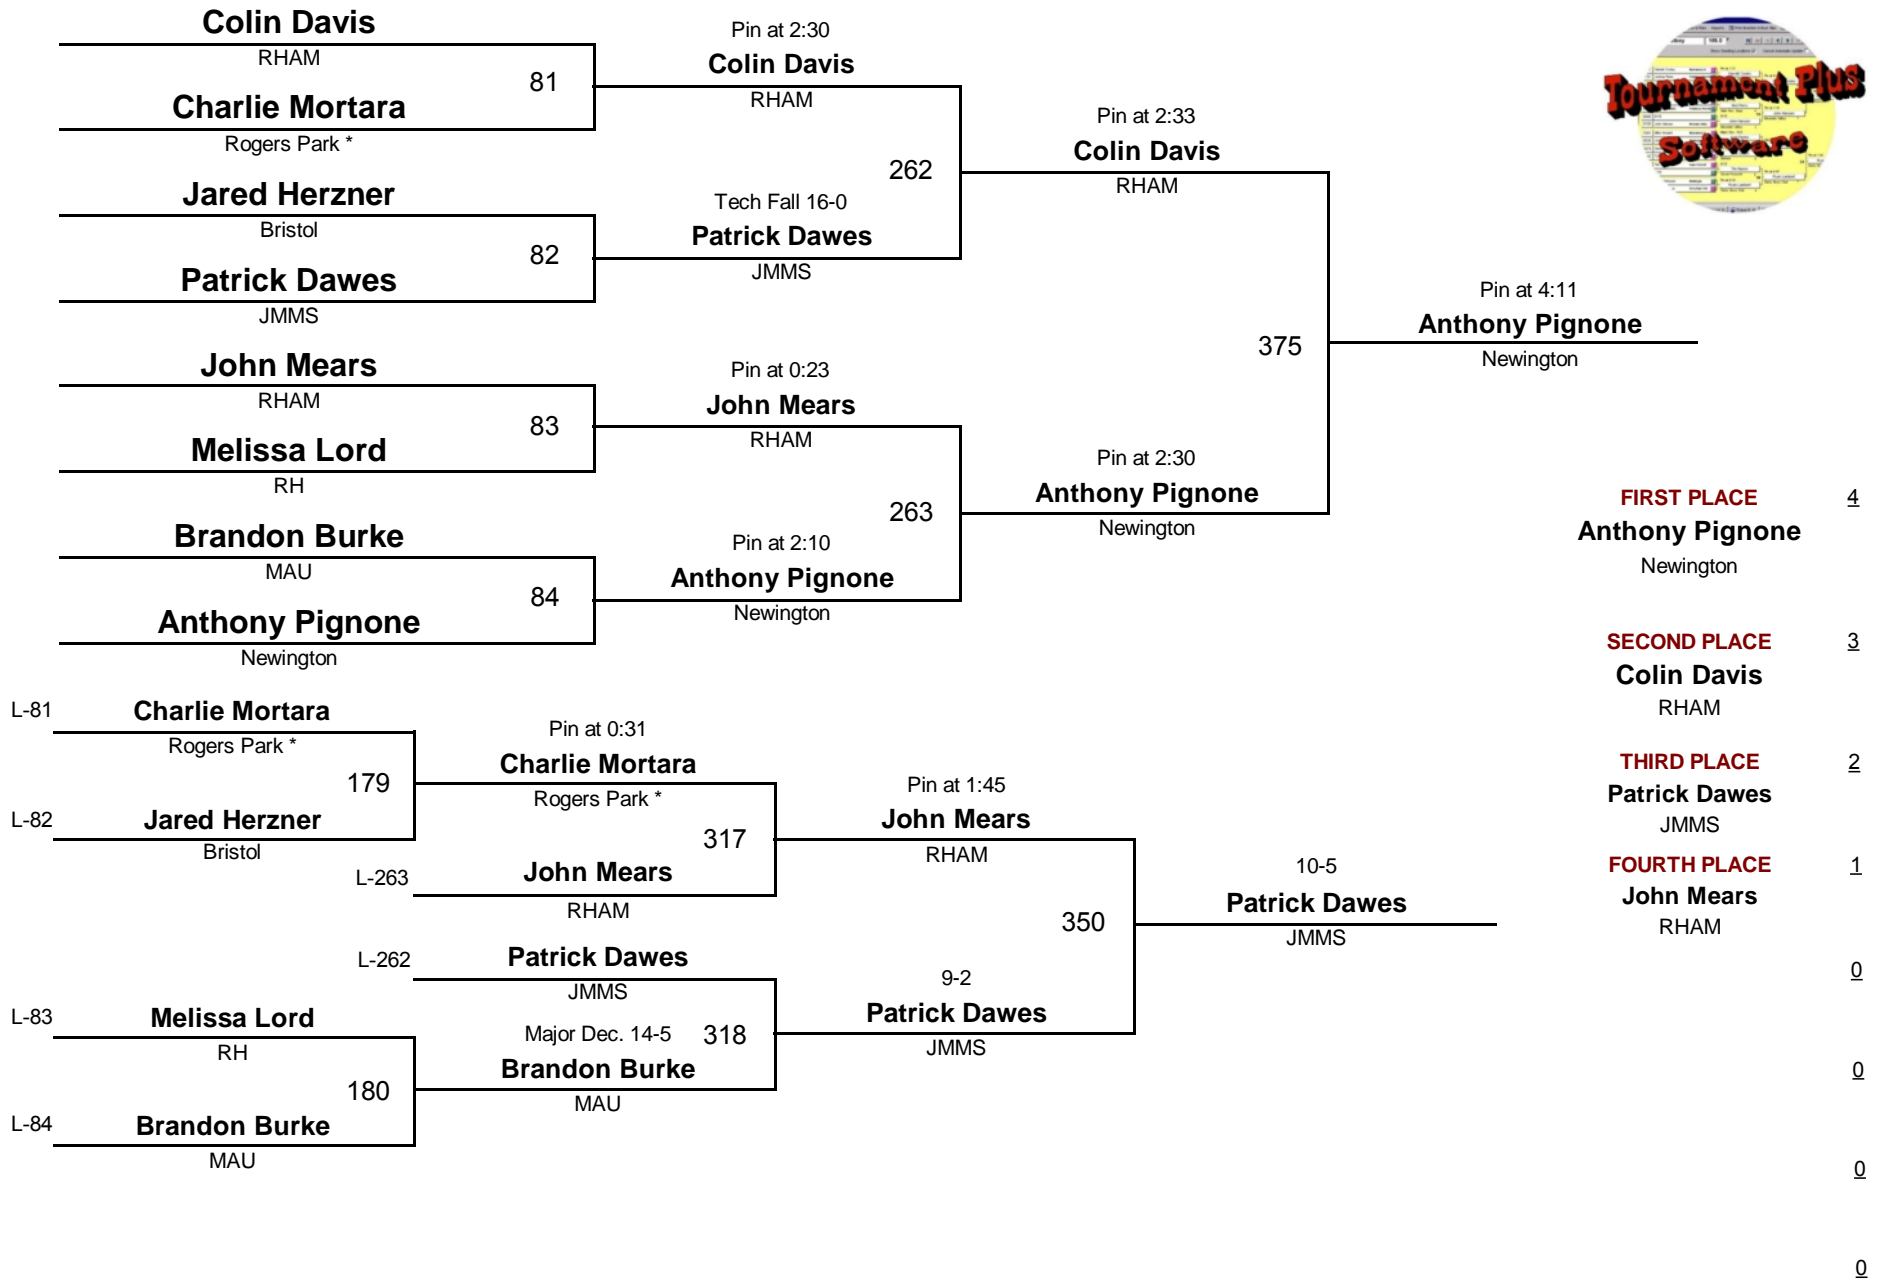 Colin Davis
RHAM
81
Charlie Mortara
Rogers Park *
Jared Herzner
Bristol
82
Patrick Dawes
JMMS
John Mears
RHAM
83
Melissa Lord
RH
Brandon Burke
MAU
84
Anthony Pignone
Newington
Pin at 2:30
Colin Davis
RHAM
262
Tech Fall 16-0
Patrick Dawes
JMMS
Pin at 0:23
John Mears
RHAM
263
Pin at 2:10
Anthony Pignone
Newington
Pin at 2:33
Colin Davis
RHAM
375
Pin at 2:30
Anthony Pignone
Newington
Pin at 4:11
Anthony Pignone
Newington
Tournament Plus
Software
FIRST PLACE 4
Anthony Pignone
Newington
SECOND PLACE 3
Colin Davis
RHAM
THIRD PLACE 2
Patrick Dawes
JMMS
FOURTH PLACE 1
John Mears
RHAM
0
0
0
0
L-81 Charlie Mortara
Rogers Park *
179
L-82 Jared Herzner
Bristol
L-83 Melissa Lord
RH
180
L-84 Brandon Burke
MAU
Pin at 0:31
Charlie Mortara
Rogers Park *
317
L-263 John Mears
RHAM
L-262 Patrick Dawes
JMMS
Major Dec. 14-5 318
Brandon Burke
MAU
Pin at 1:45
John Mears
RHAM
350
9-2
Patrick Dawes
JMMS
10-5
Patrick Dawes
JMMS